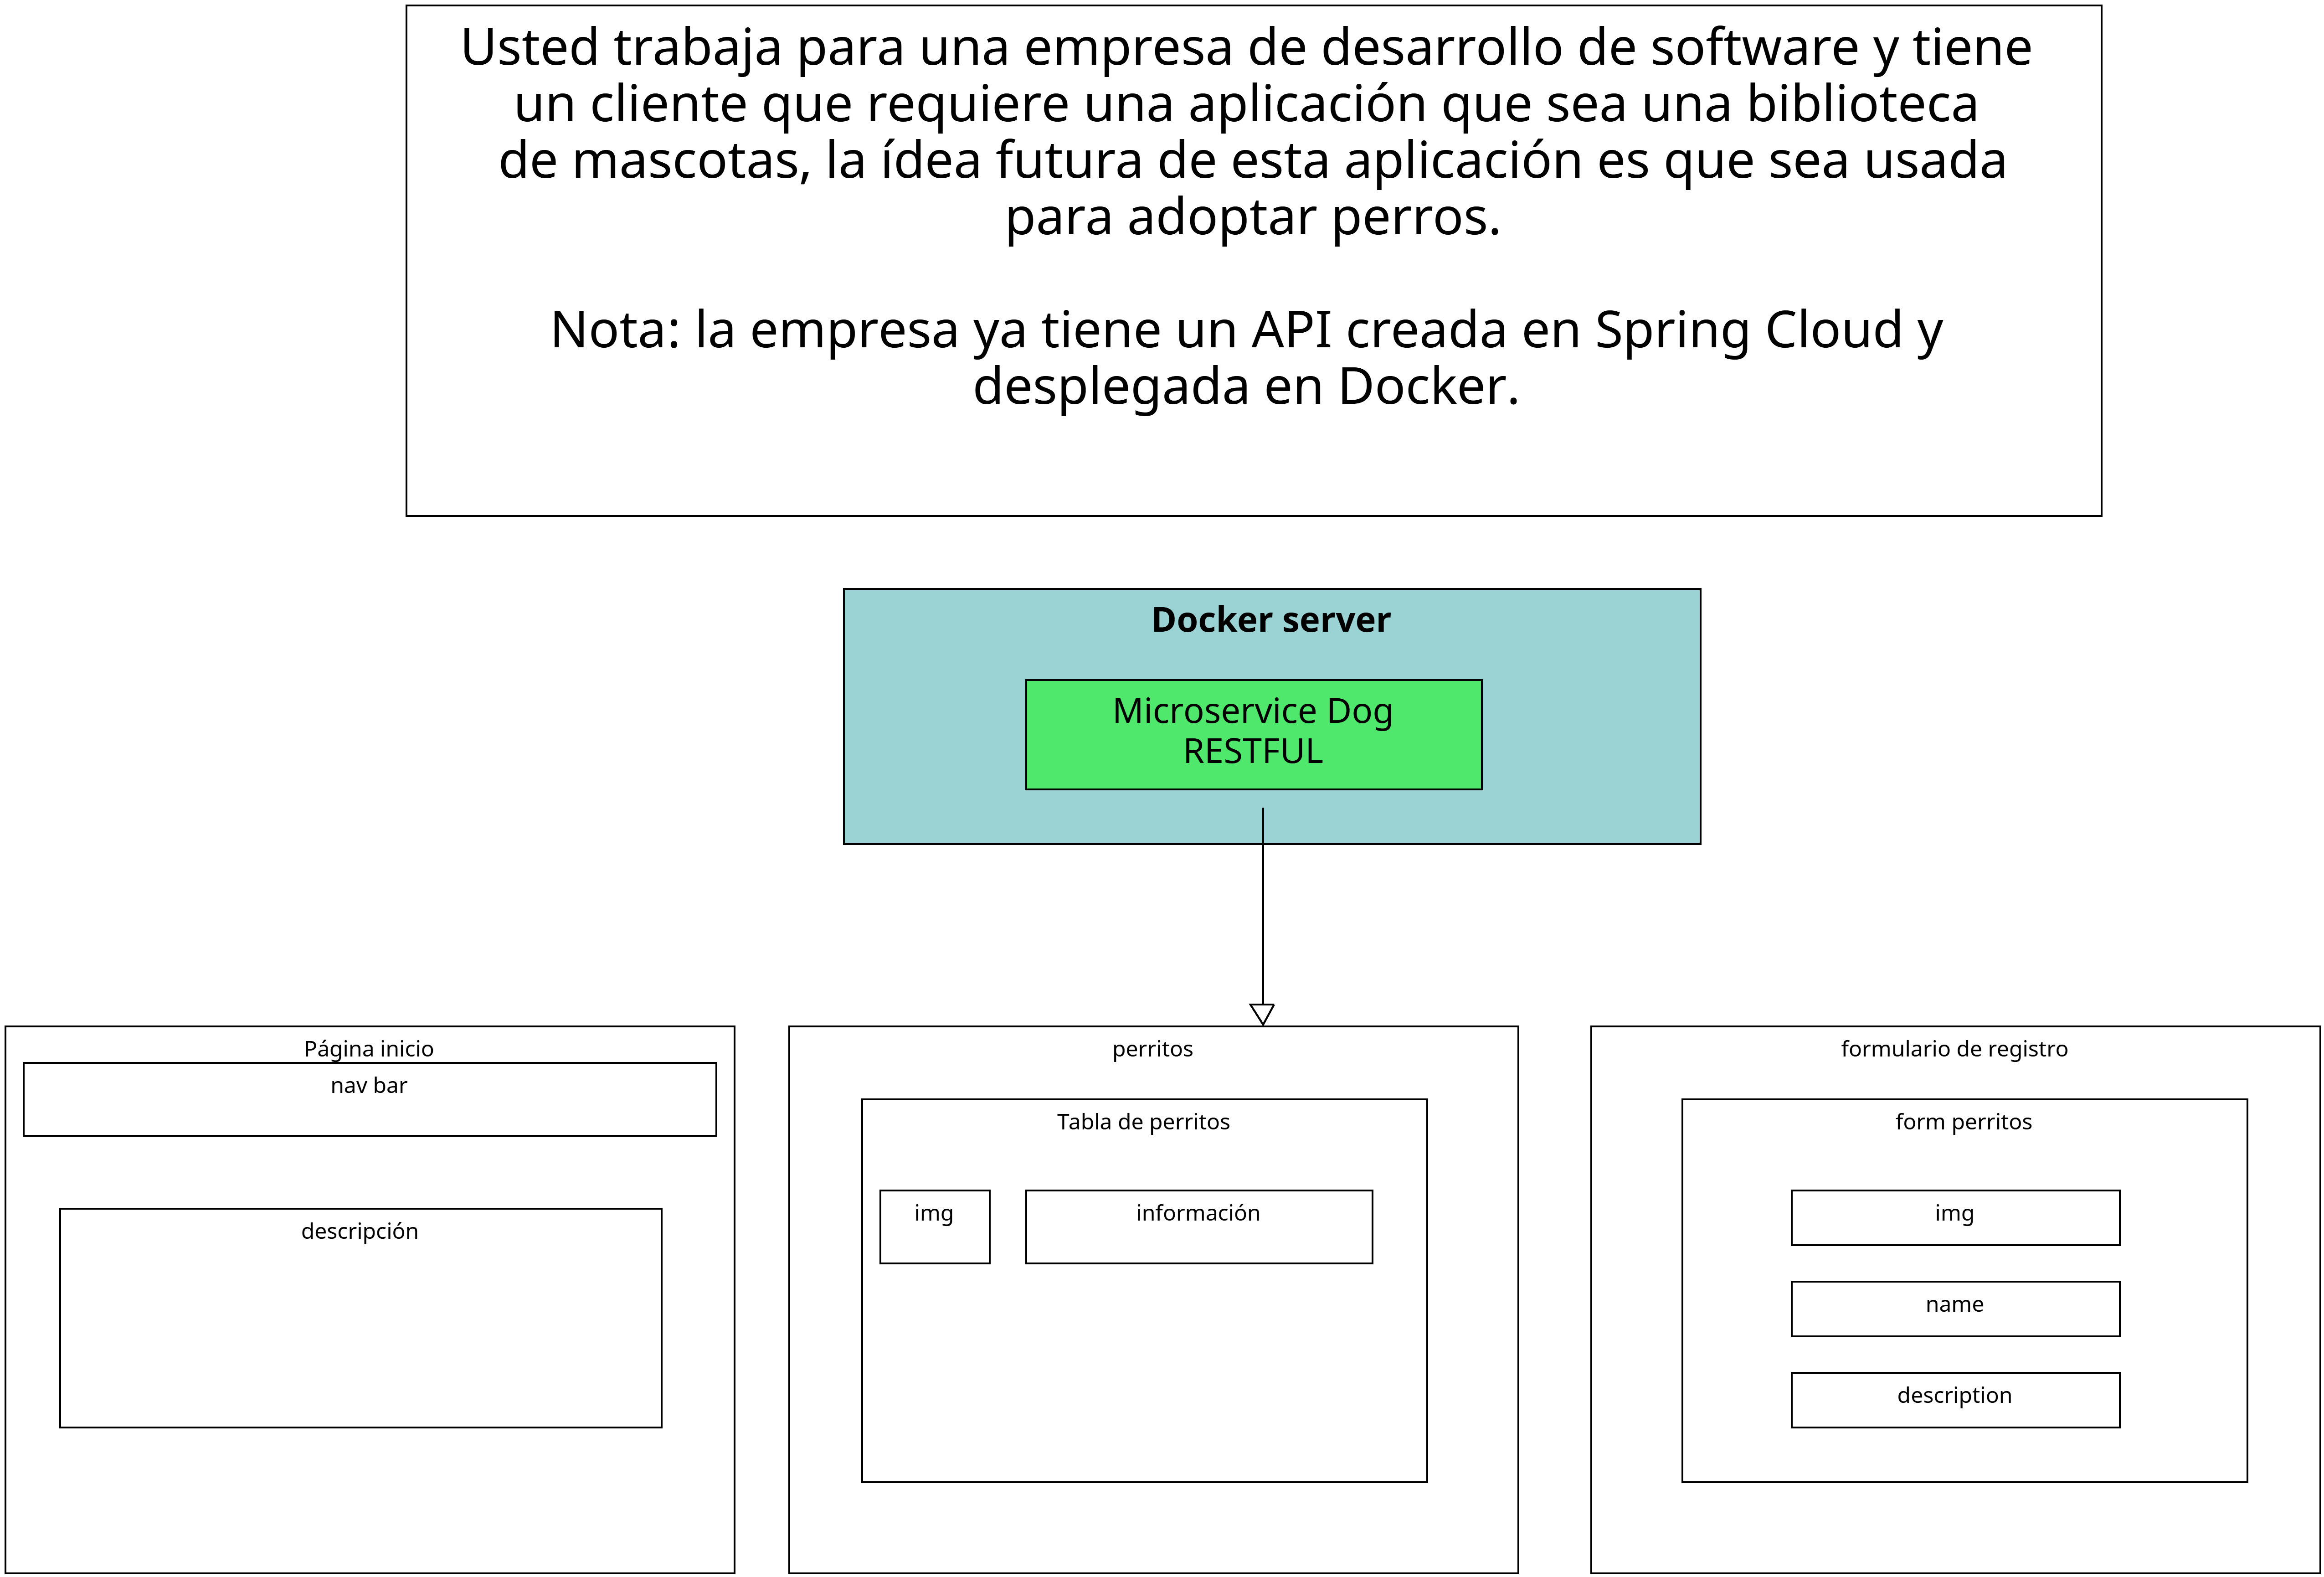 Usted trabaja para una empresa de desarrollo de software y tiene
un cliente que requiere una aplicación que sea una biblioteca
de mascotas, la ídea futura de esta aplicación es que sea usada
para adoptar perros.
Nota: la empresa ya tiene un API creada en Spring Cloud y
desplegada en Docker.
Docker server
Microservice Dog
RESTFUL
Página inicio
nav bar
descripción
perritos
Tabla de perritos
img
información
formulario de registro
form perritos
img
name
description